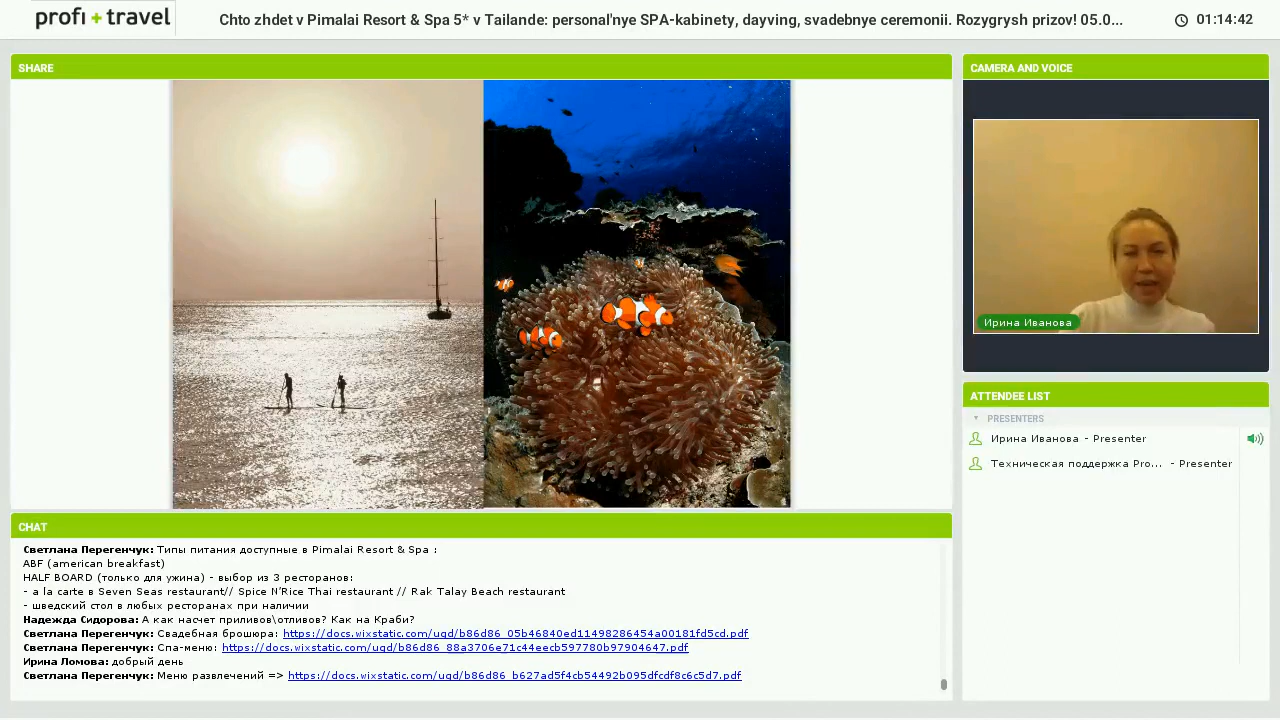 profi + travel
Chto zhdet v Pimalai Resort & Spa 5* v Tailande: personal'nye SPA-kabinety, dayving, svadebnye ceremonii. Rozygrysh prizov! 05.0...
01:14:42
SHARE
CAMERA AND VOICE
Ирина Иванова
ATTENDEE LIST
PRESENTERS
Ирина Иванова - Presenter
Техническая поддержка Pro... - Presenter
CHAT
Светлана Перегенчук: Типы питания доступные в Pimalai Resort & Spa :
ABF (american breakfast)
HALF BOARD (только для ужина) - выбор из 3 ресторанов:
- a la carte в Seven Seas restaurant// Spice N'Rice Thai restaurant // Rak Talay Beach restaurant
- шведский стол в любых ресторанах при наличии
Надежда Сидорова: А как насчет приливов\отливов? Как на Краби?
Светлана Перегенчук: Свадебная брошюра: https://docs.wixstatic.com/ugd/b86d86_05b46840ed11498286454a00181fd5cd.pdf
Светлана Перегенчук: Спа-меню: https://docs.wixstatic.com/ugd/b86d86_88a3706e71c44eecb597780b97904647.pdf
Ирина Ломова: добрый день
Светлана Перегенчук: Меню развлечений => https://docs.wixstatic.com/ugd/b86d86_b627ad5f4cb54492b095dfcdf8c6c5d7.pdf